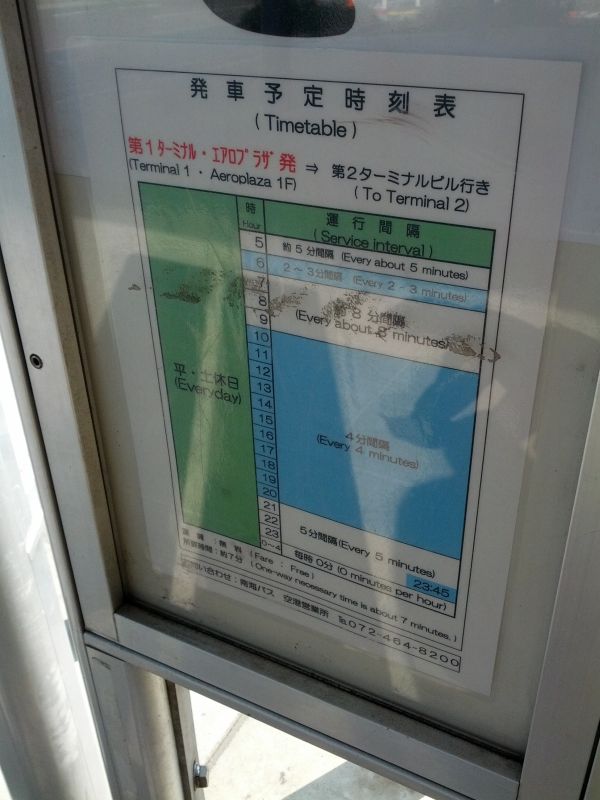 発車予定時刻表
(Timetable)
第1ターミナル・エアロプラザ発 ⇒ 第2ターミナルビル行き
(Terminal 1 ・ Aeroplaza 1F) (To Terminal 2)
時 運行間隔
Hour (Service interval)
5 約5分間隔 (Every about 5 minutes)
6 2～3分間隔 (Every 2 - 3 minutes)
7
8 8分間隔
9 (Every about 8 minutes)
10
11
12
平・土休日
(Everyday)
13
14
15
16 4分間隔
17 (Every 4 minutes)
18
19
20
21
22 5分間隔(Every 5 minutes)
23 23:45
0～4 毎時0分(0 minutes per hour)
運賃:無料 (Fare : Free)
所要時間:約7分 (One-way necessary time is about 7 minutes.)
お問い合わせ:南海バス 空港営業所 ℡072-464-8200